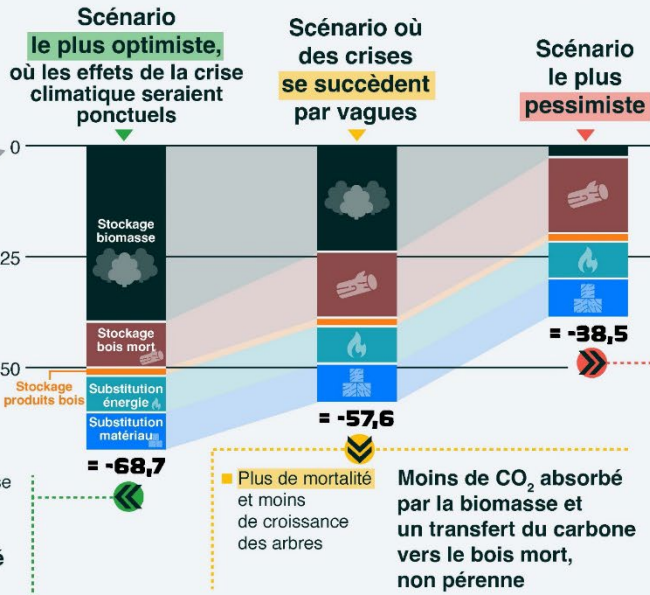 Scénario
le plus optimiste,
où les effets de la crise
climatique seraient
ponctuels
Scénario où
des crises
se succèdent
par vagues
Scénario
le plus
pessimiste
0
25
50
Stockage
biomasse
Stockage
bois mort
Stockage
produits bois
Substitution
énergie
Substitution
matériau
= -68,7
= -57,6
= -38,5
Plus de mortalité
et moins
de croissance
des arbres
Moins de CO₂ absorbé
par la biomasse et
un transfert du carbone
vers le bois mort,
non pérenne